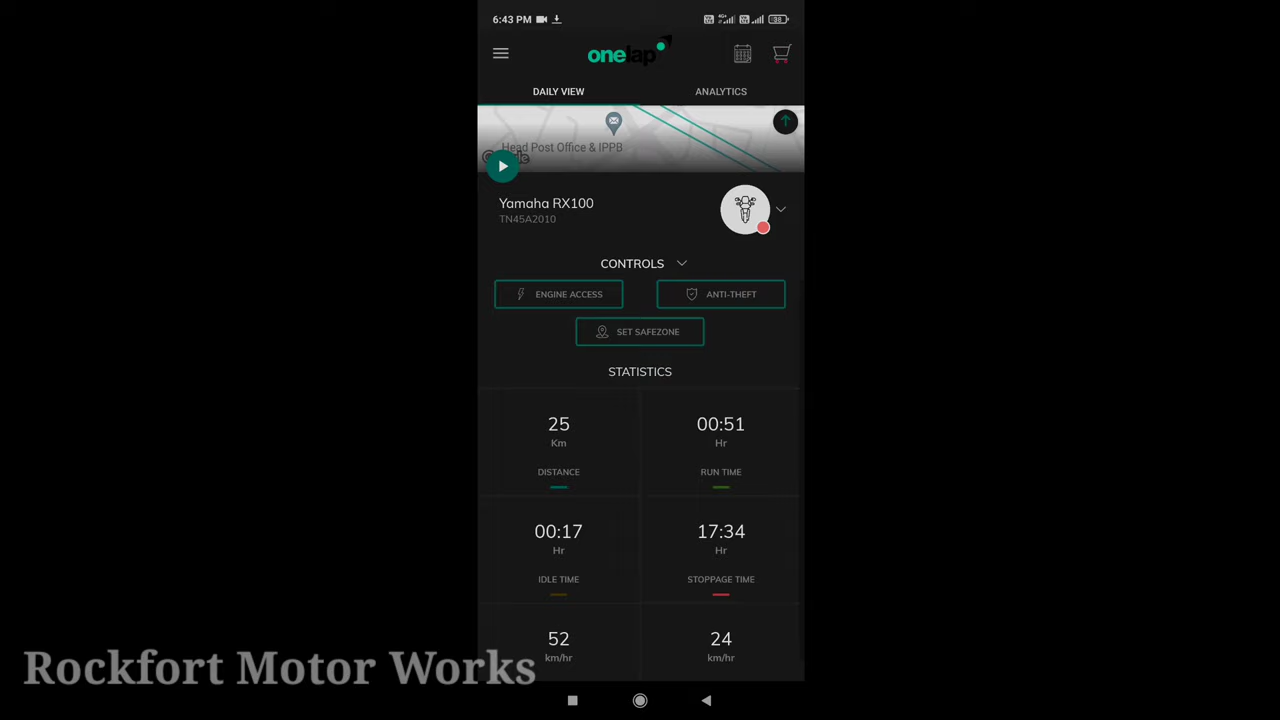 6:43 PM
38
onelap
DAILY VIEW
ANALYTICS
Head Post Office & IPPB
Yamaha RX100
TN45A2010
CONTROLS
ENGINE ACCESS
ANTI-THEFT
SET SAFEZONE
STATISTICS
25
Km
DISTANCE
00:51
Hr
RUN TIME
00:17
Hr
IDLE TIME
17:34
Hr
STOPPAGE TIME
52
km/hr
24
km/hr
Rockfort Motor Works